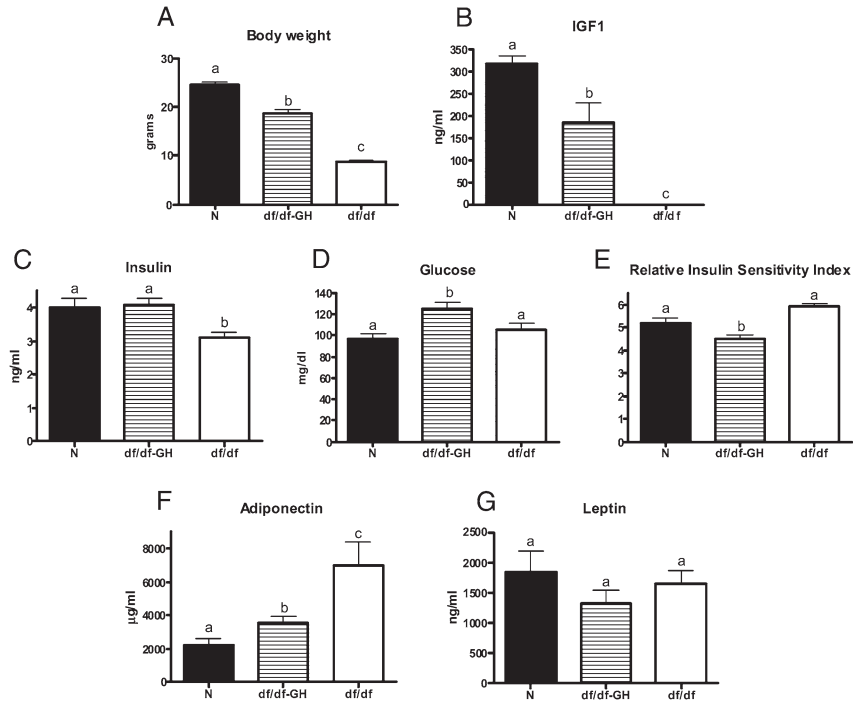 A
Body weight
30
20
10
0
grams
a
b
c
N
df/df-GH
df/df
B
IGF1
350
300
250
200
150
100
50
0
ng/ml
a
b
c
N
df/df-GH
df/df
C
Insulin
4
3
2
1
0
ng/ml
a
a
b
N
df/df-GH
df/df
D
Glucose
140
120
100
80
60
40
20
0
mg/dl
a
b
a
N
df/df-GH
df/df
E
Relative Insulin Sensitivity Index
6
5
4
3
2
1
0
a
b
a
N
df/df-GH
df/df
F
Adiponectin
8000
6000
4000
2000
0
µg/ml
a
b
c
N
df/df-GH
df/df
G
Leptin
2500
2000
1500
1000
500
0
ng/ml
a
a
a
N
df/df-GH
df/df